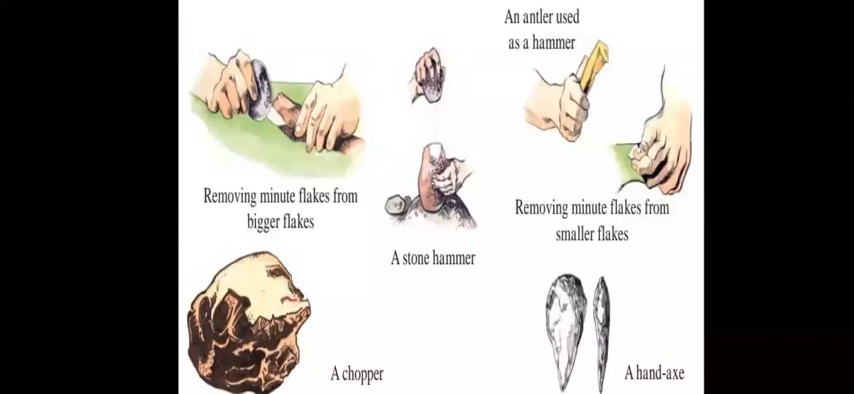 An antler used
as a hammer
Removing minute flakes from
bigger flakes
A stone hammer
Removing minute flakes from
smaller flakes
A chopper
A hand-axe